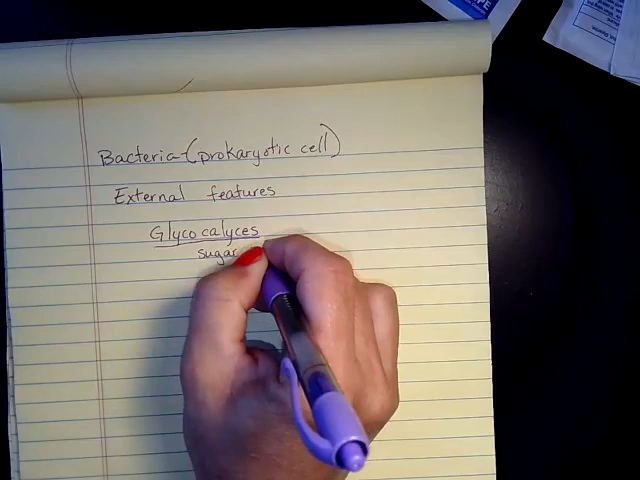 Bacteria-(prokaryotic cell)
External features
Glycocalyces
sugar